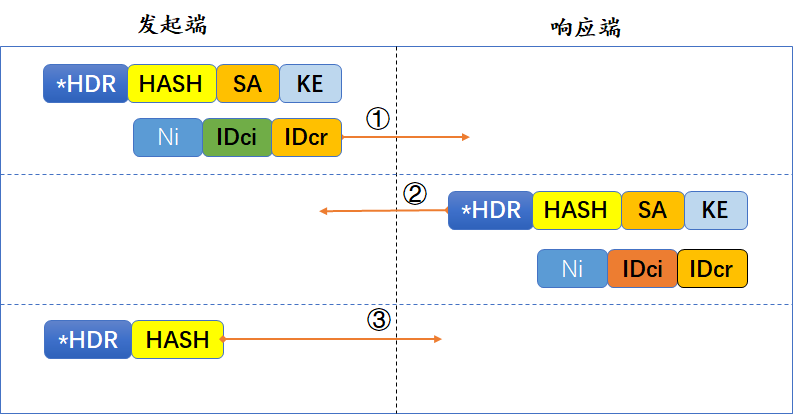 发起端 响应端
*HDR HASH SA KE
Ni IDci IDcr ①
② *HDR HASH SA KE
Ni IDci IDcr
③
*HDR HASH